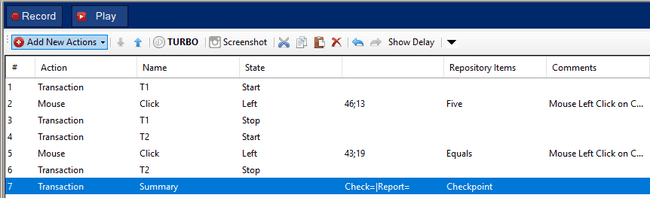 Record Play
Add New Actions TURBO Screenshot Show Delay
# Action Name State Repository Items Comments
1 Transaction T1 Start
2 Mouse Click Left 46;13 Five Mouse Left Click on C...
3 Transaction T1 Stop
4 Transaction T2 Start
5 Mouse Click Left 43;19 Equals Mouse Left Click on C...
6 Transaction T2 Stop
7 Transaction Summary Check=|Report= Checkpoint